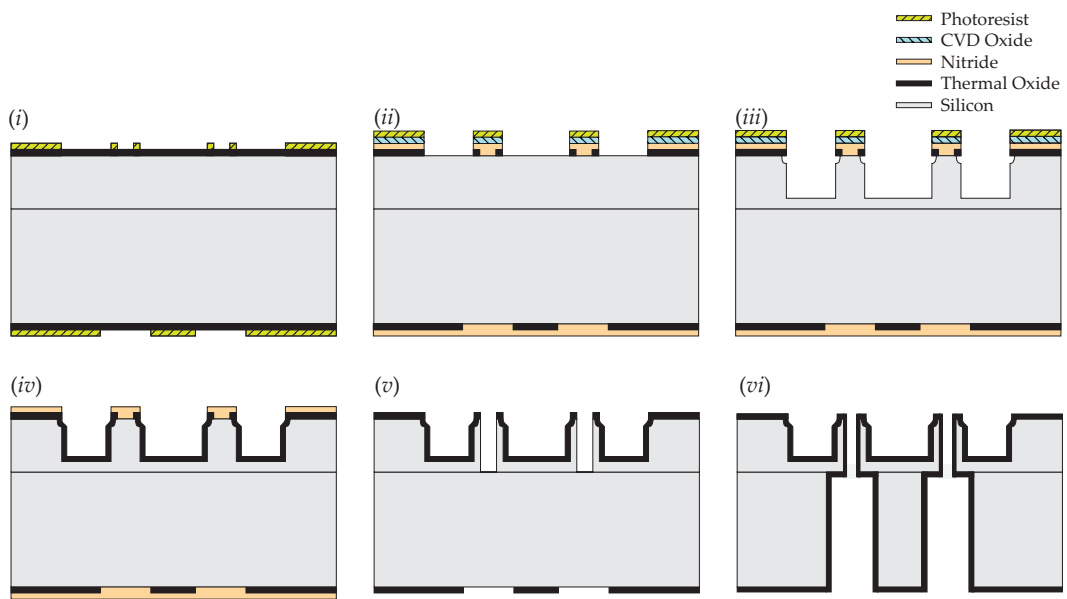 Photoresist
CVD Oxide
Nitride
Thermal Oxide
Silicon
(i)
(ii)
(iii)
(iv)
(v)
(vi)